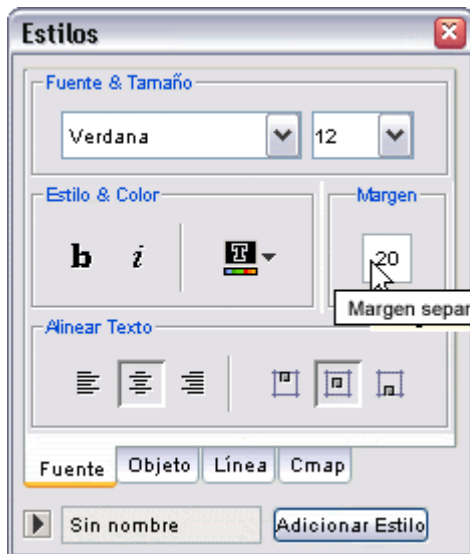 Estilos
Fuente & Tamaño
Verdana 12
Estilo & Color Margen
b i T 20
Margen separ
Alinear Texto
Fuente Objeto Línea Cmap
Sin nombre Adicionar Estilo